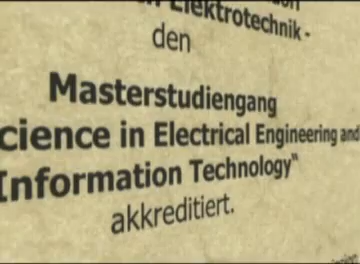 Elektrotechnik -
den
Masterstudiengang
cience in Electrical Engineering and
Information Technology“
akkreditiert.